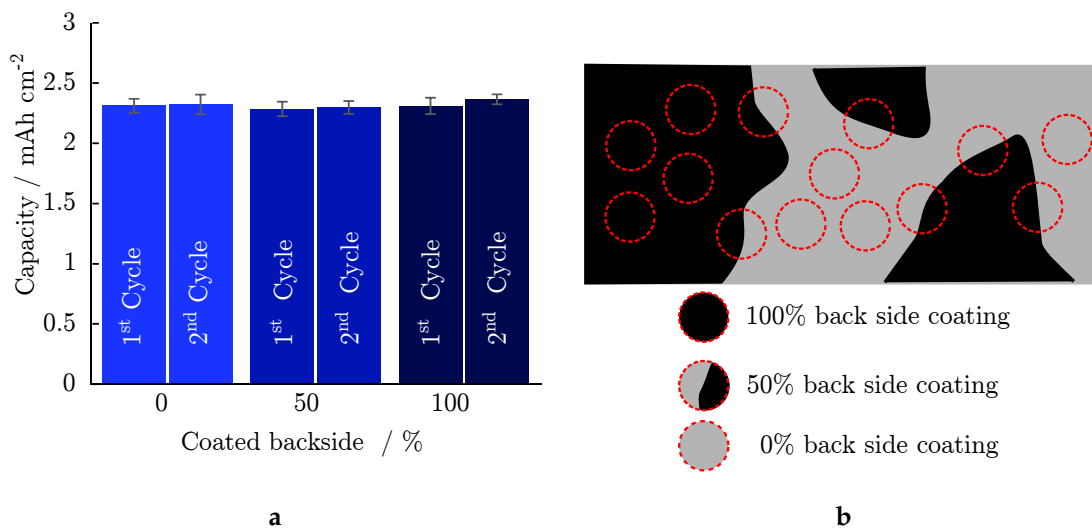 3
2.5
2
1.5
1
0.5
0
Capacity / mAh cm⁻²
1ˢᵗ Cycle
2ⁿᵈ Cycle
1ˢᵗ Cycle
2ⁿᵈ Cycle
1ˢᵗ Cycle
2ⁿᵈ Cycle
0 50 100
Coated backside / %
a
100% back side coating
50% back side coating
0% back side coating
b